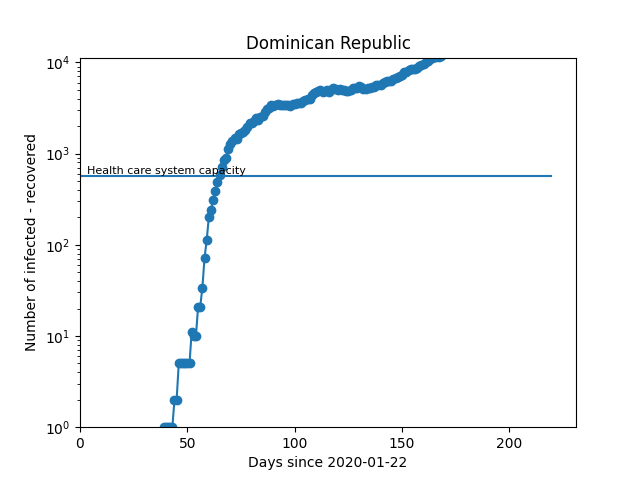 Dominican Republic
10^4
10^3
10^2
10^1
10^0
Number of infected - recovered
Health care system capacity
0 50 100 150 200
Days since 2020-01-22